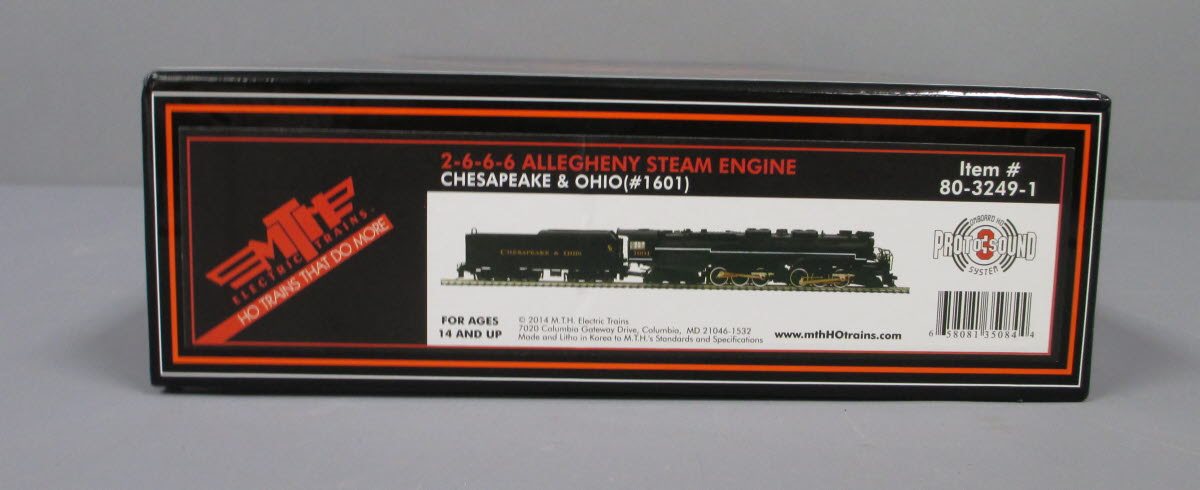 2-6-6-6 ALLEGHENY STEAM ENGINE
CHESAPEAKE & OHIO(#1601)
Item #
80-3249-1
MTH
ELECTRIC TRAINS
HO TRAINS THAT DO MORE
CHESAPEAKE & OHIO
1601
ONBOARD HO
PROTO SOUND
3
SYSTEM
FOR AGES
14 AND UP
© 2014 M.T.H. Electric Trains
7020 Columbia Gateway Drive, Columbia, MD 21046-1532
Made and Litho in Korea to M.T.H.'s Standards and Specifications
www.mthHOtrains.com
6 58081 35084 4